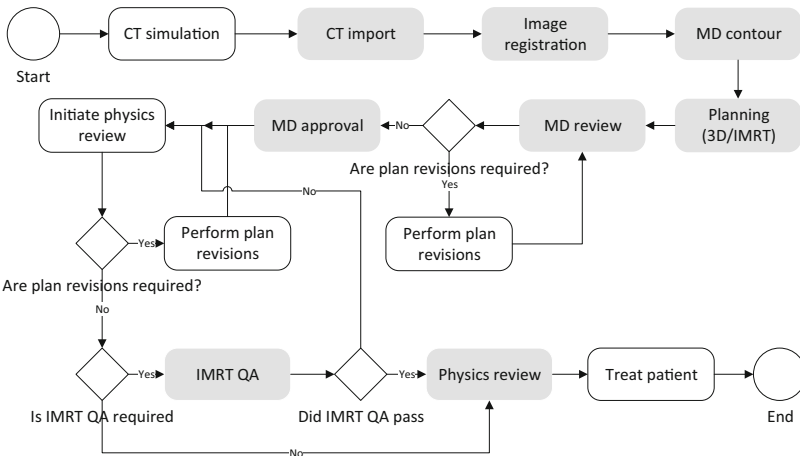 CT simulation
CT import
Image
registration
MD contour
Start
Initiate physics
review
MD approval
No
MD review
Planning
(3D/IMRT)
Are plan revisions required?
Yes
No
Yes
Perform plan
revisions
Perform plan
revisions
Are plan revisions required?
No
Yes
IMRT QA
Yes
Physics review
Treat patient
Is IMRT QA required
Did IMRT QA pass
End
No